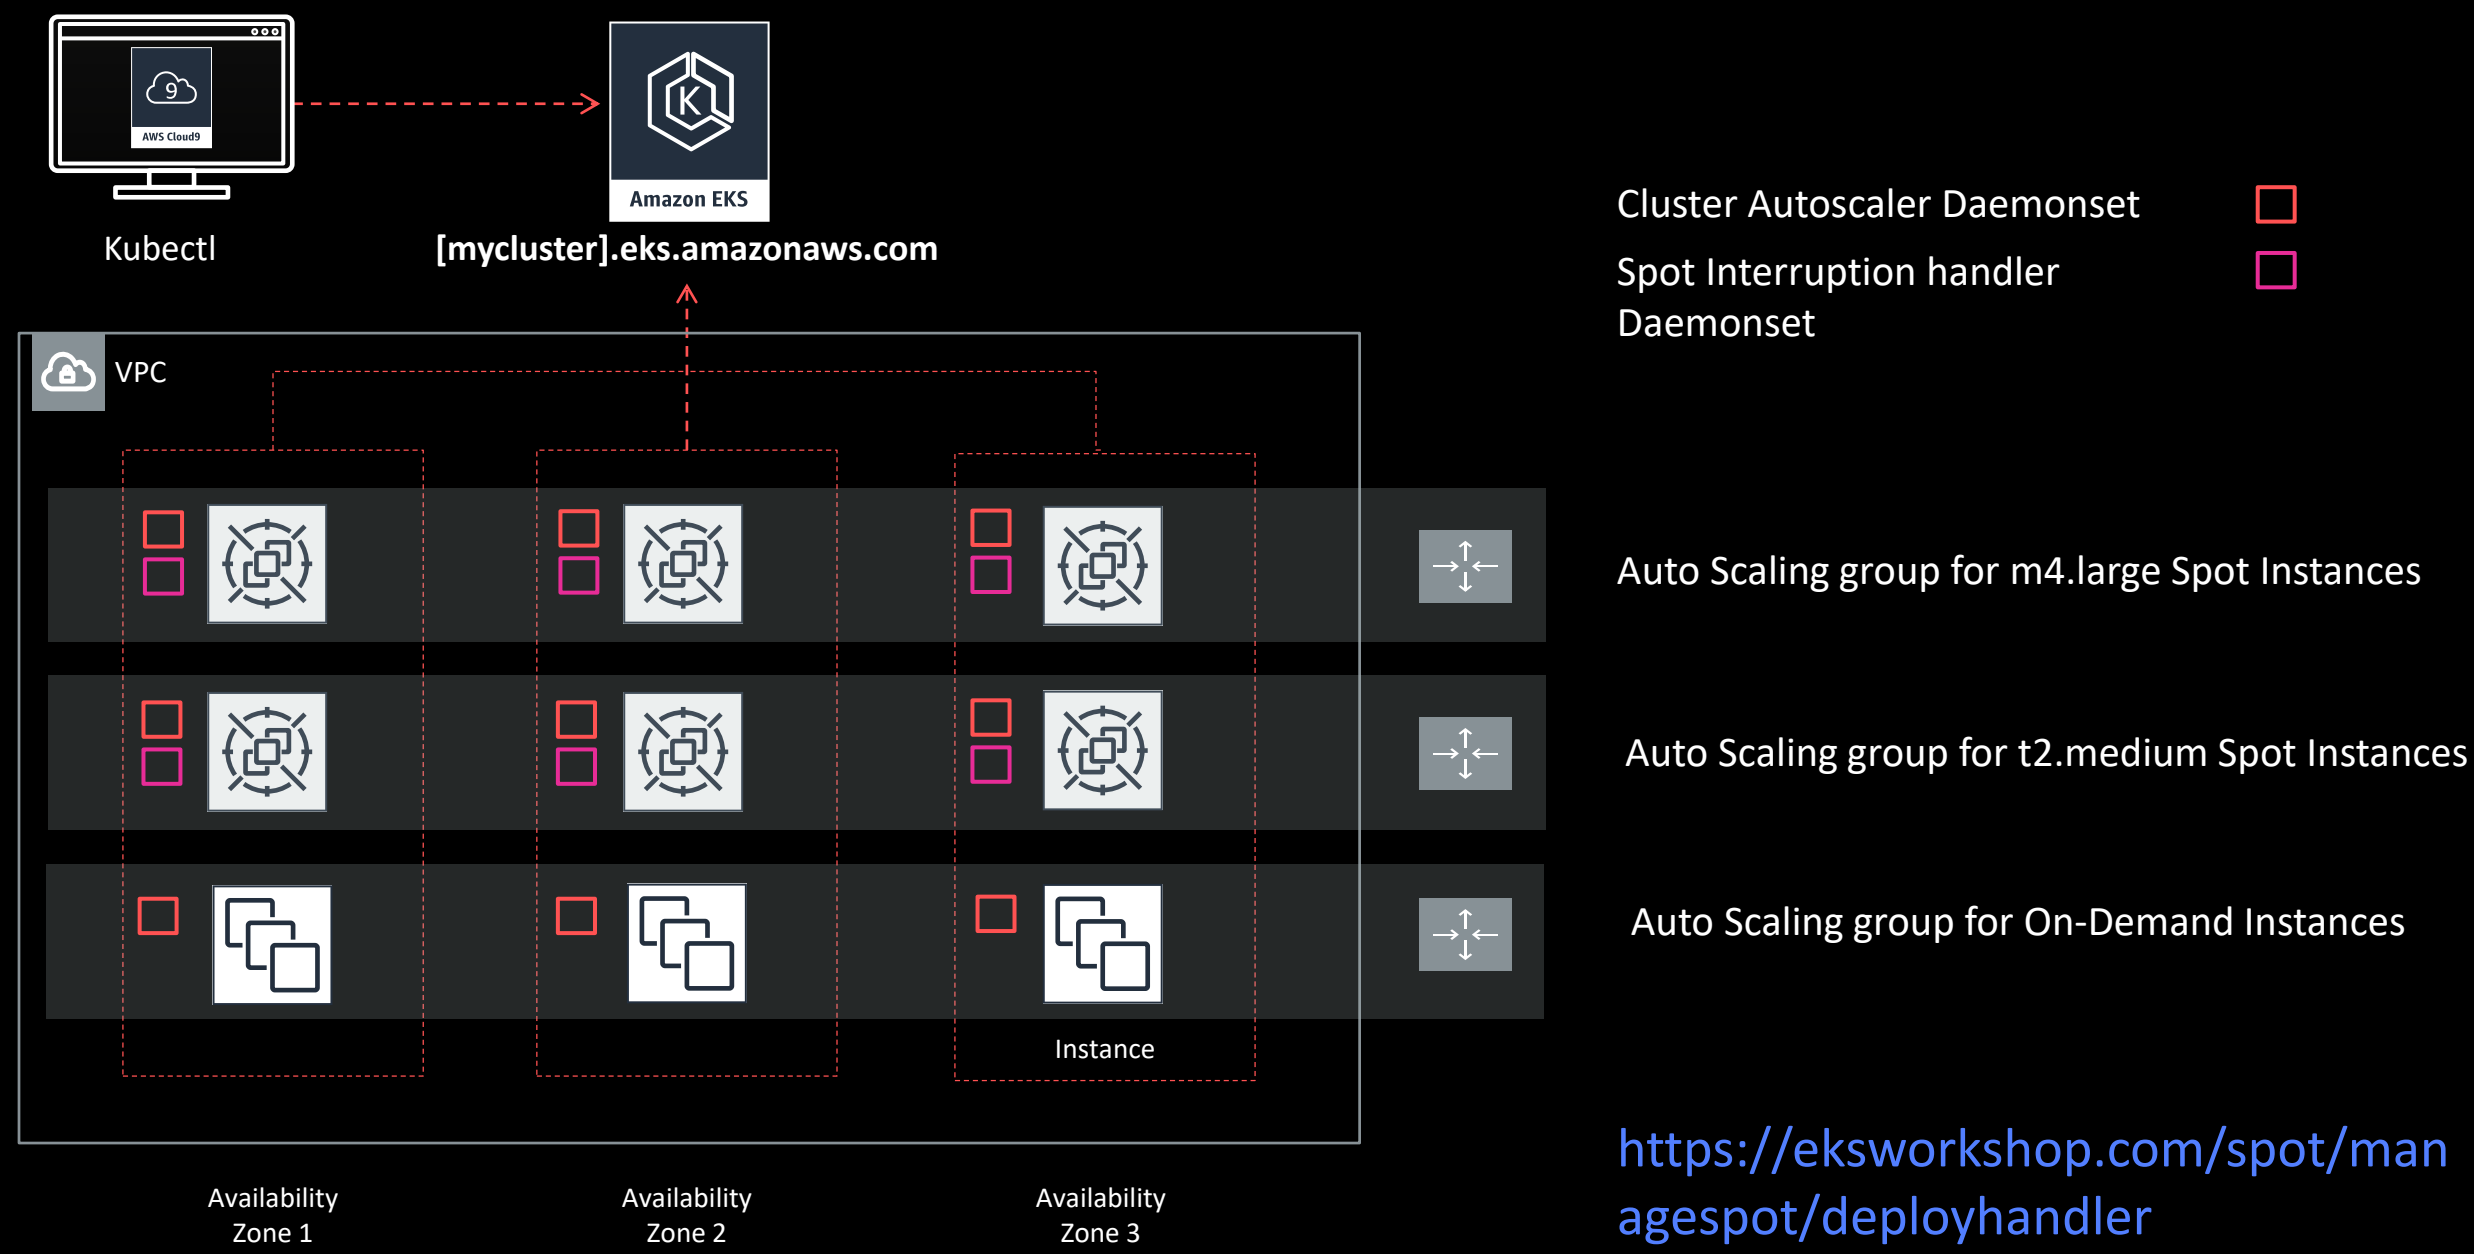 9
AWS Cloud9
K
Amazon EKS
Kubectl
[mycluster].eks.amazonaws.com
Cluster Autoscaler Daemonset
Spot Interruption handler
Daemonset
VPC
Auto Scaling group for m4.large Spot Instances
Auto Scaling group for t2.medium Spot Instances
Auto Scaling group for On-Demand Instances
Instance
Availability
Zone 1
Availability
Zone 2
Availability
Zone 3
https://eksworkshop.com/spot/man
agespot/deployhandler